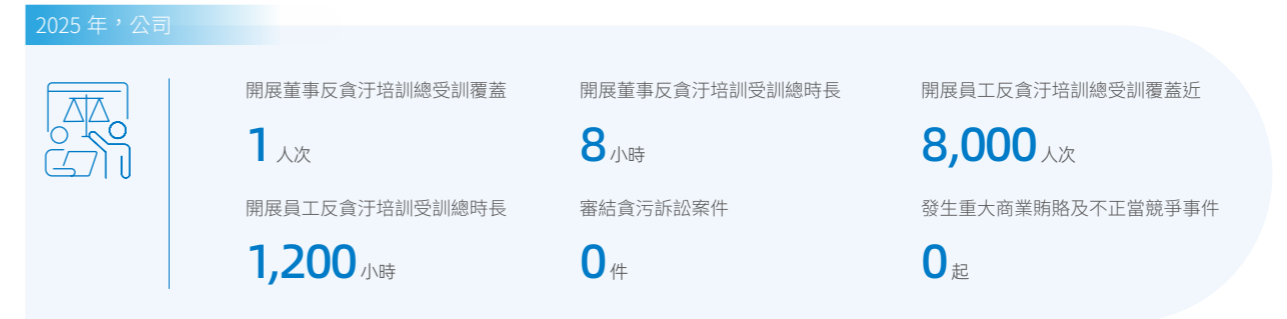 2025 年，公司
開展董事反貪汙培訓總受訓覆蓋
1 人次
開展董事反貪汙培訓受訓總時長
8 小時
開展員工反貪汙培訓總受訓覆蓋近
8,000 人次
開展員工反貪汙培訓受訓總時長
1,200 小時
審結貪污訴訟案件
0 件
發生重大商業賄賂及不正當競爭事件
0 起